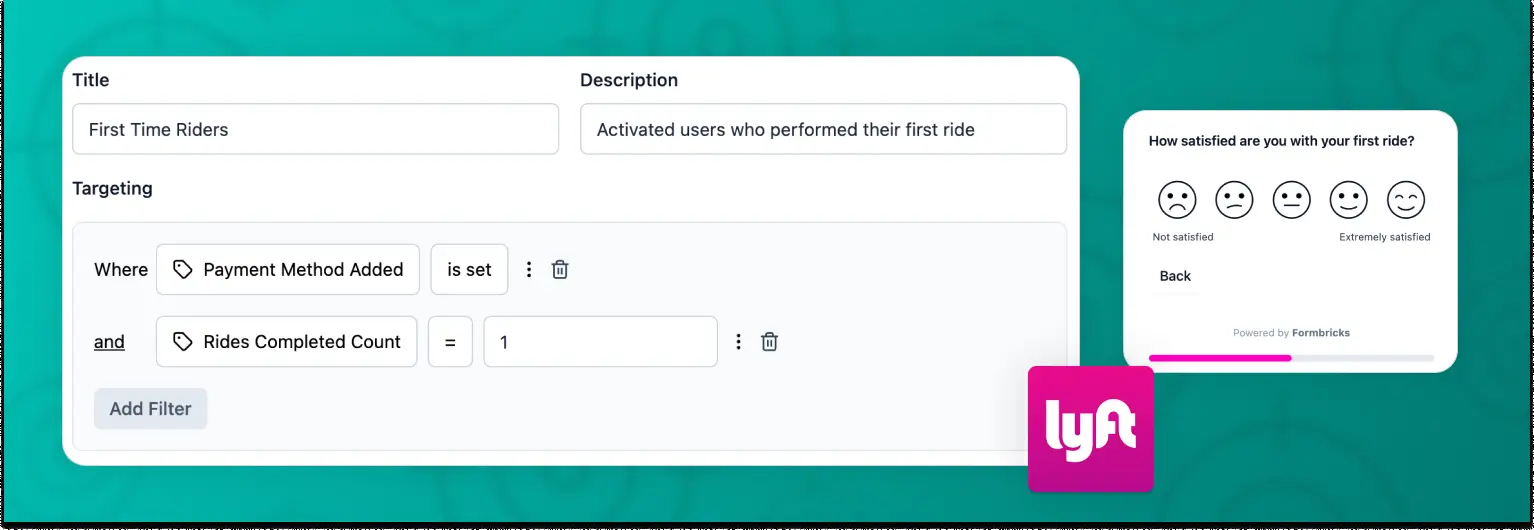 Title
Description
First Time Riders
Activated users who performed their first ride
Targeting
Where Payment Method Added is set
and Rides Completed Count = 1
Add Filter
How satisfied are you with your first ride?
Not satisfied
Extremely satisfied
Back
Powered by Formbricks
lyft